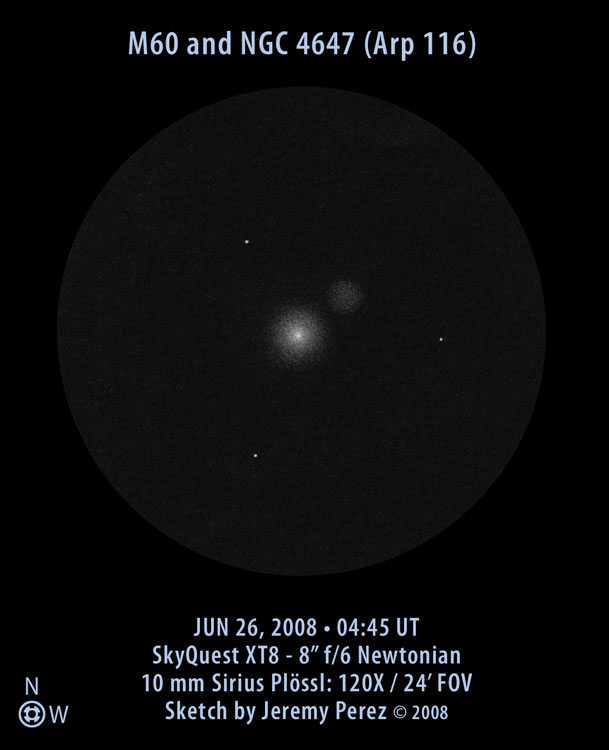 M60 and NGC 4647 (Arp 116)
JUN 26, 2008 • 04:45 UT
SkyQuest XT8 - 8” f/6 Newtonian
10 mm Sirius Plössl: 120X / 24’ FOV
Sketch by Jeremy Perez © 2008
N
W